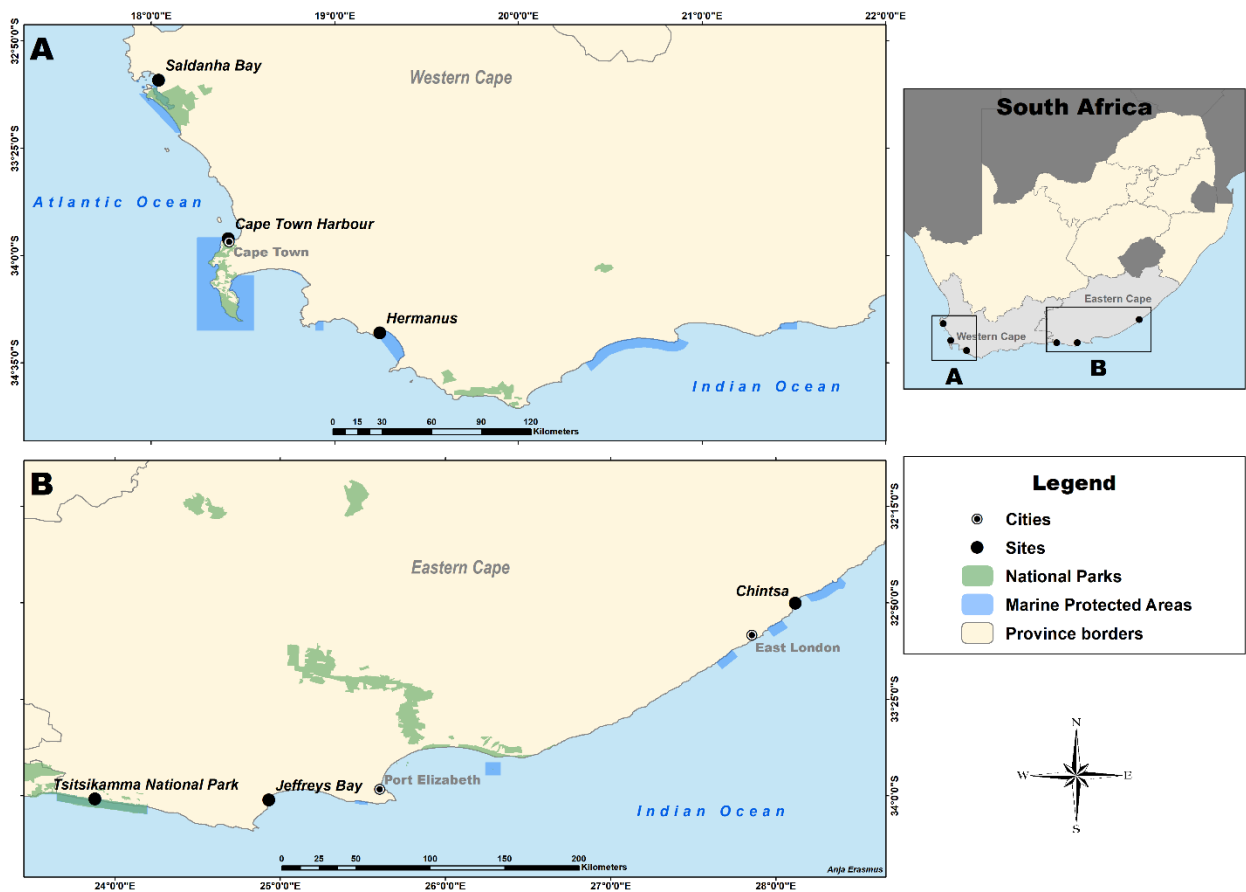 18°0'0"E
19°0'0"E
20°0'0"E
21°0'0"E
22°0'0"E
32°50'0"S
33°25'0"S
34°0'0"S
34°35'0"S
A
Saldanha Bay
Western Cape
Atlantic Ocean
Cape Town Harbour
Cape Town
Hermanus
Indian Ocean
0 15 30 60 90 120
Kilometers
South Africa
Eastern Cape
Western Cape
A
B
B
Eastern Cape
Chintsa
East London
Port Elizabeth
Tsitsikamma National Park
Jeffreys Bay
Indian Ocean
0 25 50 100 150 200
Kilometers
Anja Erasmus
32°15'0"S
32°50'0"S
33°25'0"S
34°0'0"S
24°0'0"E
25°0'0"E
26°0'0"E
27°0'0"E
28°0'0"E
Legend
Cities
Sites
National Parks
Marine Protected Areas
Province borders
N
W E
S